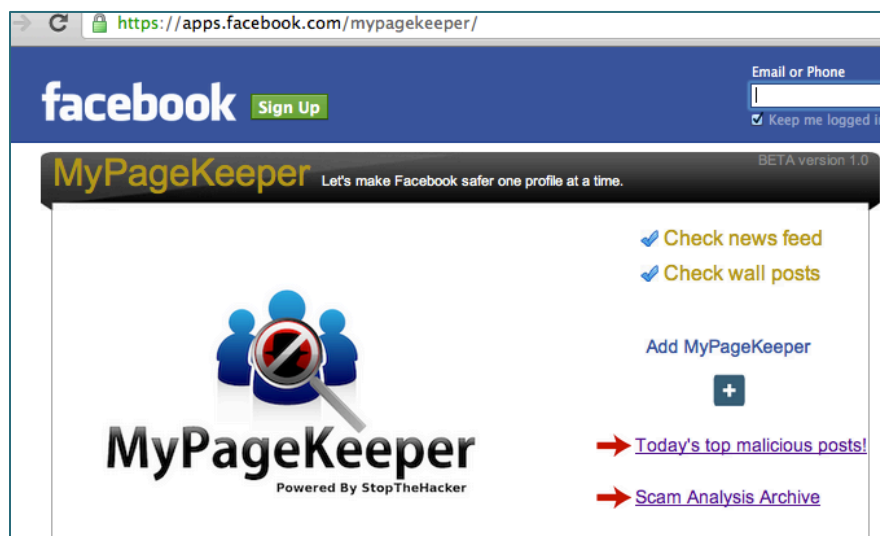 https://apps.facebook.com/mypagekeeper/
facebook Sign Up
Email or Phone
Keep me logged in
BETA version 1.0
MyPageKeeper Let's make Facebook safer one profile at a time.
Check news feed
Check wall posts
Add MyPageKeeper
MyPageKeeper
Powered By StopTheHacker
Today's top malicious posts!
Scam Analysis Archive